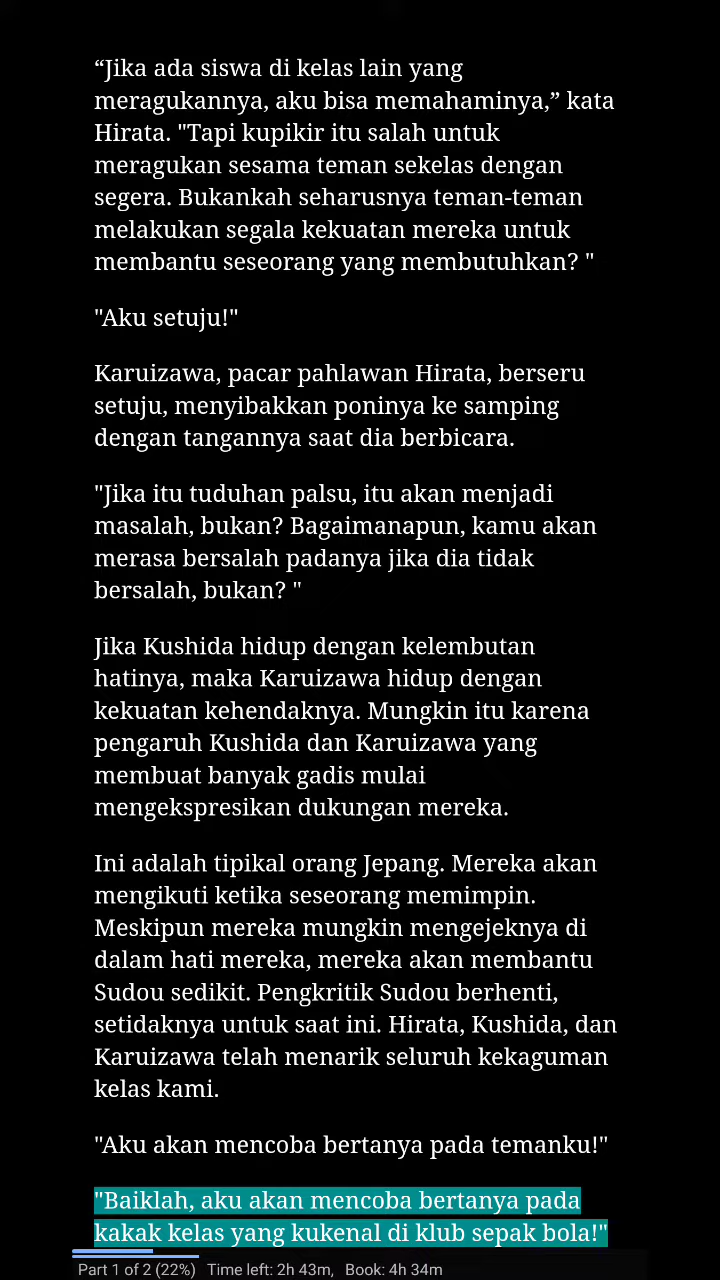 “Jika ada siswa di kelas lain yang
meragukannya, aku bisa memahaminya,” kata
Hirata. "Tapi kupikir itu salah untuk
meragukan sesama teman sekelas dengan
segera. Bukankah seharusnya teman-teman
melakukan segala kekuatan mereka untuk
membantu seseorang yang membutuhkan? "
"Aku setuju!"
Karuizawa, pacar pahlawan Hirata, berseru
setuju, menyibakkan poninya ke samping
dengan tangannya saat dia berbicara.
"Jika itu tuduhan palsu, itu akan menjadi
masalah, bukan? Bagaimanapun, kamu akan
merasa bersalah padanya jika dia tidak
bersalah, bukan? "
Jika Kushida hidup dengan kelembutan
hatinya, maka Karuizawa hidup dengan
kekuatan kehendaknya. Mungkin itu karena
pengaruh Kushida dan Karuizawa yang
membuat banyak gadis mulai
mengekspresikan dukungan mereka.
Ini adalah tipikal orang Jepang. Mereka akan
mengikuti ketika seseorang memimpin.
Meskipun mereka mungkin mengejeknya di
dalam hati mereka, mereka akan membantu
Sudou sedikit. Pengkritik Sudou berhenti,
setidaknya untuk saat ini. Hirata, Kushida, dan
Karuizawa telah menarik seluruh kekaguman
kelas kami.
"Aku akan mencoba bertanya pada temanku!"
"Baiklah, aku akan mencoba bertanya pada
kakak kelas yang kukenal di klub sepak bola!"
Part 1 of 2 (22%) Time left: 2h 43m, Book: 4h 34m